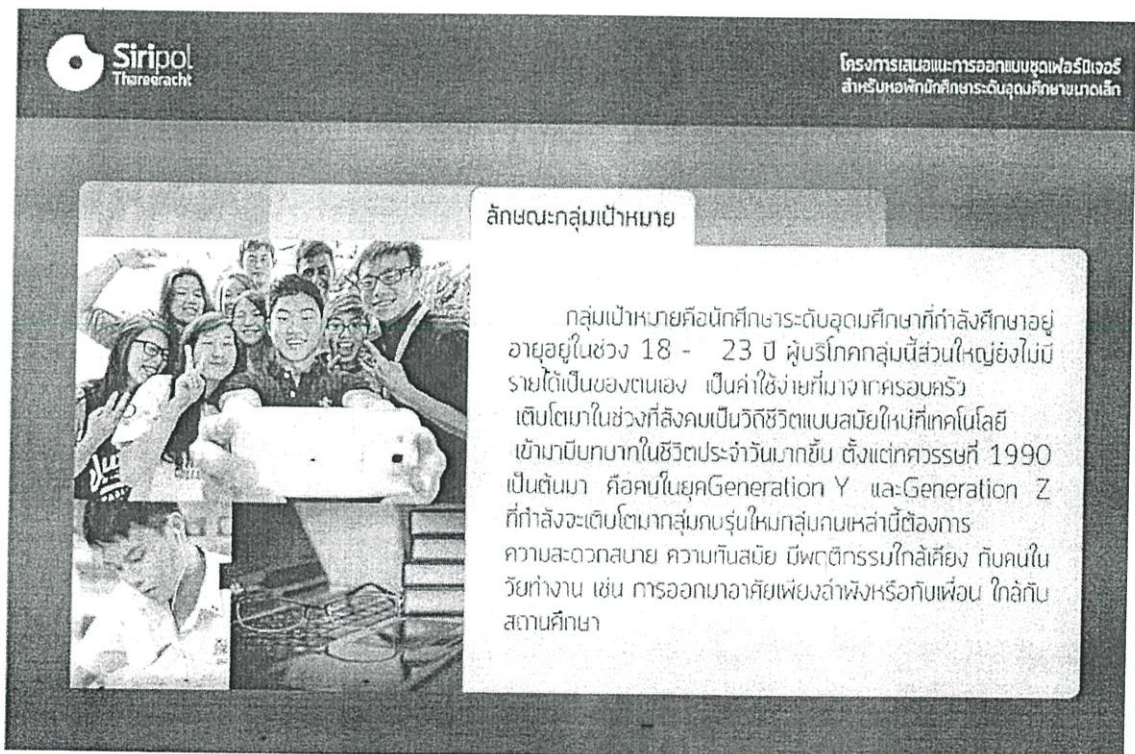 Siripol
Thareeracht
โครงการเสนอแนะการออกแบบชุดเฟอร์นิเจอร์
สำหรับหอพักนักศึกษาระดับอุดมศึกษาขนาดเล็ก
ลักษณะกลุ่มเป้าหมาย
กลุ่มเป้าหมายคือนักศึกษาระดับอุดมศึกษาที่กำลังศึกษาอยู่
อายุอยู่ในช่วง 18 - 23 ปี ผู้บริโภคกลุ่มนี้ส่วนใหญ่ยังไม่มี
รายได้เป็นของตนเอง เป็นค่าใช้จ่ายที่มาจากครอบครัว
เติบโตมาในช่วงที่สังคมเป็นวิถีชีวิตแบบสมัยใหม่ที่เทคโนโลยี
เข้ามามีบทบาทในชีวิตประจำวันมากขึ้น ตั้งแต่ทศวรรษที่ 1990
เป็นต้นมา คือคนในยุคGeneration Y และGeneration Z
ที่กำลังจะเติบโตมากลุ่มคนรุ่นใหม่กลุ่มคนเหล่านี้ต้องการ
ความสะดวกสบาย ความทันสมัย มีพฤติกรรมใกล้เคียง กับคนใน
วัยทำงาน เช่น การออกมาอาศัยเพียงลำพังหรือกับเพื่อน ใกล้กับ
สถานศึกษา